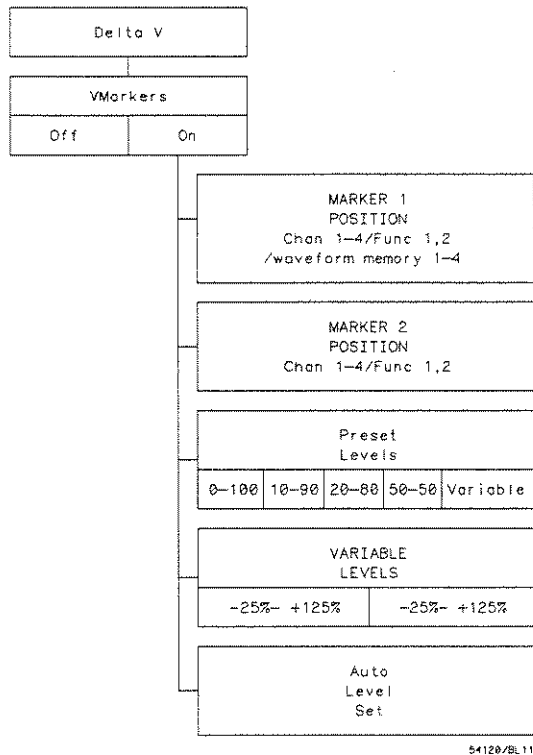 Delta V
VMarkers
Off On
MARKER 1
POSITION
Chan 1-4/Func 1,2
/waveform memory 1-4
MARKER 2
POSITION
Chan 1-4/Func 1,2
Preset
Levels
0-100 10-90 20-80 50-50 Variable
VARIABLE
LEVELS
-25%- +125% -25%- +125%
Auto
Level
Set
54120/BL11